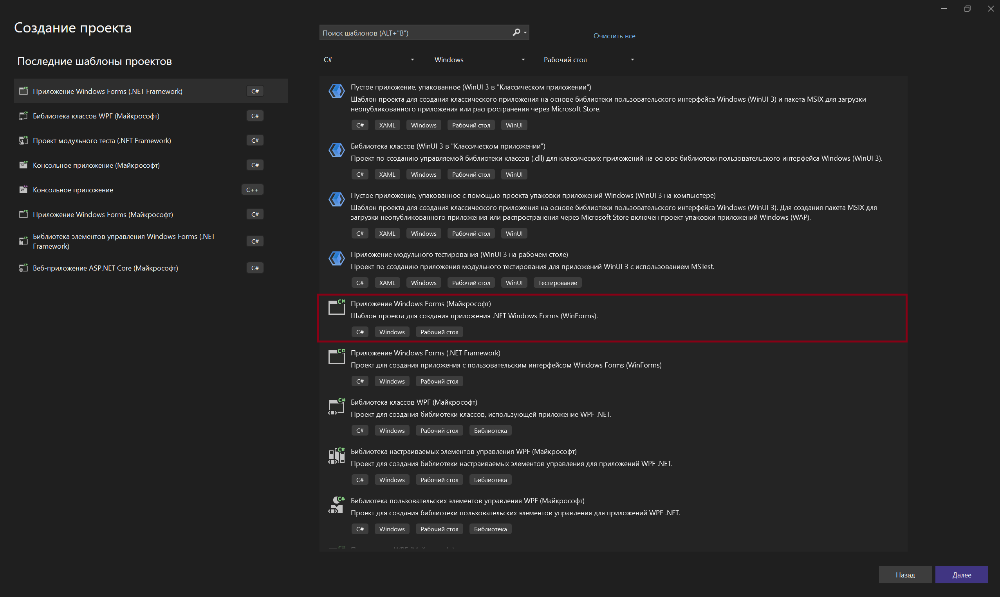 Создание проекта
Поиск шаблонов (ALT+"B")
Очистить все
Последние шаблоны проектов
C#
Windows
Рабочий стол
Приложение Windows Forms (.NET Framework)
C#
Библиотека классов WPF (Майкрософт)
C#
Проект модульного теста (.NET Framework)
C#
Консольное приложение (Майкрософт)
C#
Консольное приложение
C++
Приложение Windows Forms (Майкрософт)
C#
Библиотека элементов управления Windows Forms (.NET
Framework)
C#
Веб-приложение ASP.NET Core (Майкрософт)
C#
Пустое приложение, упакованное (WinUI 3 в "Классическом приложении")
Шаблон проекта для создания классического приложения на основе библиотеки пользовательского интерфейса Windows (WinUI 3) и пакета MSIX для загрузки
неопубликованного приложения или распространения через Microsoft Store.
C# XAML Windows Рабочий стол WinUI
Библиотека классов (WinUI 3 в "Классическом приложении")
Проект по созданию управляемой библиотеки классов (.dll) для классических приложений на основе библиотеки пользовательского интерфейса Windows (WinUI 3).
C# XAML Windows Рабочий стол WinUI
Пустое приложение, упакованное с помощью проекта упаковки приложений Windows (WinUI 3 на компьютере)
Шаблон проекта для создания классического приложения на основе библиотеки пользовательского интерфейса Windows (WinUI 3). Для создания пакета MSIX для
загрузки неопубликованного приложения или распространения через Microsoft Store включен проект упаковки приложений Windows (WAP).
C# XAML Windows Рабочий стол WinUI
Приложение модульного тестирования (WinUI 3 на рабочем столе)
Проект по созданию приложения модульного тестирования для приложений WinUI 3 с использованием MSTest.
C# XAML Windows Рабочий стол WinUI Тестирование
Приложение Windows Forms (Майкрософт)
Шаблон проекта для создания приложения .NET Windows Forms (WinForms).
C# Windows Рабочий стол
Приложение Windows Forms (.NET Framework)
Проект для создания приложения с пользовательским интерфейсом Windows Forms (WinForms)
C# Windows Рабочий стол
Библиотека классов WPF (Майкрософт)
Проект для создания библиотеки классов, использующей приложение WPF .NET.
C# Windows Рабочий стол Библиотека
Библиотека настраиваемых элементов управления WPF (Майкрософт)
Проект для создания библиотеки настраиваемых элементов управления для приложений WPF .NET.
C# Windows Рабочий стол Библиотека
Библиотека пользовательских элементов управления WPF (Майкрософт)
Проект для создания библиотеки пользовательских элементов управления для приложений WPF .NET.
C# Windows Рабочий стол Библиотека
Назад
Далее